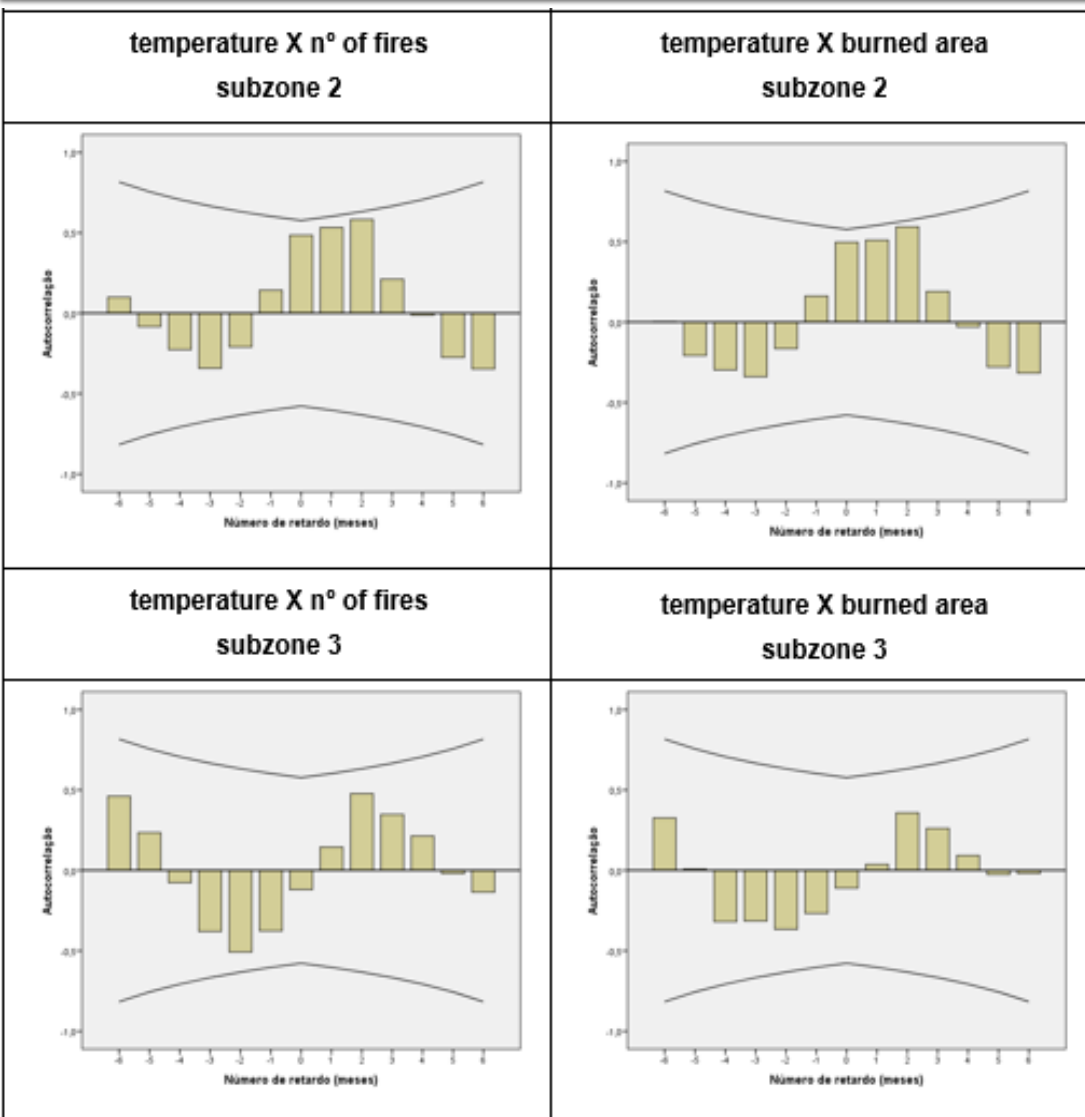 temperature X nº of fires
subzone 2
temperature X burned area
subzone 2
1,0
0,5
0,0
-0,5
-1,0
Autocorrelação
-6 -5 -4 -3 -2 -1 0 1 2 3 4 5 6
Número de retardo (meses)
1,0
0,5
0,0
-0,5
-1,0
Autocorrelação
-6 -5 -4 -3 -2 -1 0 1 2 3 4 5 6
Número de retardo (meses)
temperature X nº of fires
subzone 3
temperature X burned area
subzone 3
1,0
0,5
0,0
-0,5
-1,0
Autocorrelação
-6 -5 -4 -3 -2 -1 0 1 2 3 4 5 6
Número de retardo (meses)
1,0
0,5
0,0
-0,5
-1,0
Autocorrelação
-6 -5 -4 -3 -2 -1 0 1 2 3 4 5 6
Número de retardo (meses)